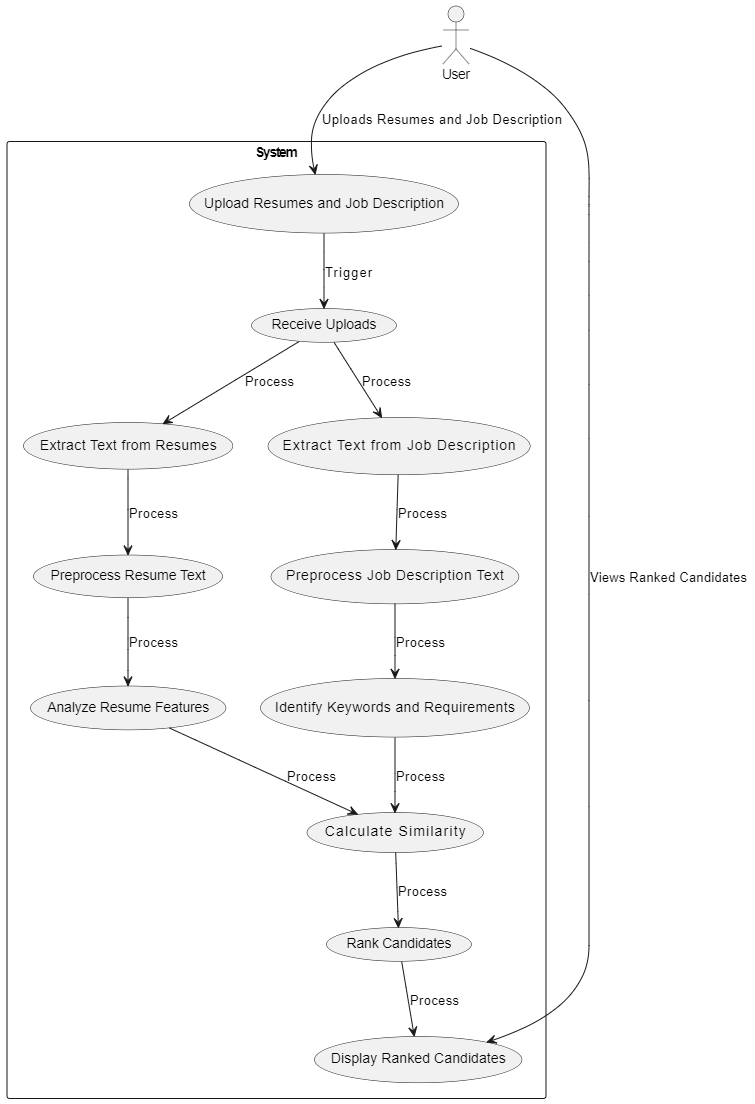 User
Uploads Resumes and Job Description
System
Upload Resumes and Job Description
Trigger
Receive Uploads
Process
Process
Extract Text from Resumes
Extract Text from Job Description
Process
Process
Preprocess Resume Text
Preprocess Job Description Text
Views Ranked Candidates
Process
Process
Analyze Resume Features
Identify Keywords and Requirements
Process
Process
Calculate Similarity
Process
Rank Candidates
Process
Display Ranked Candidates